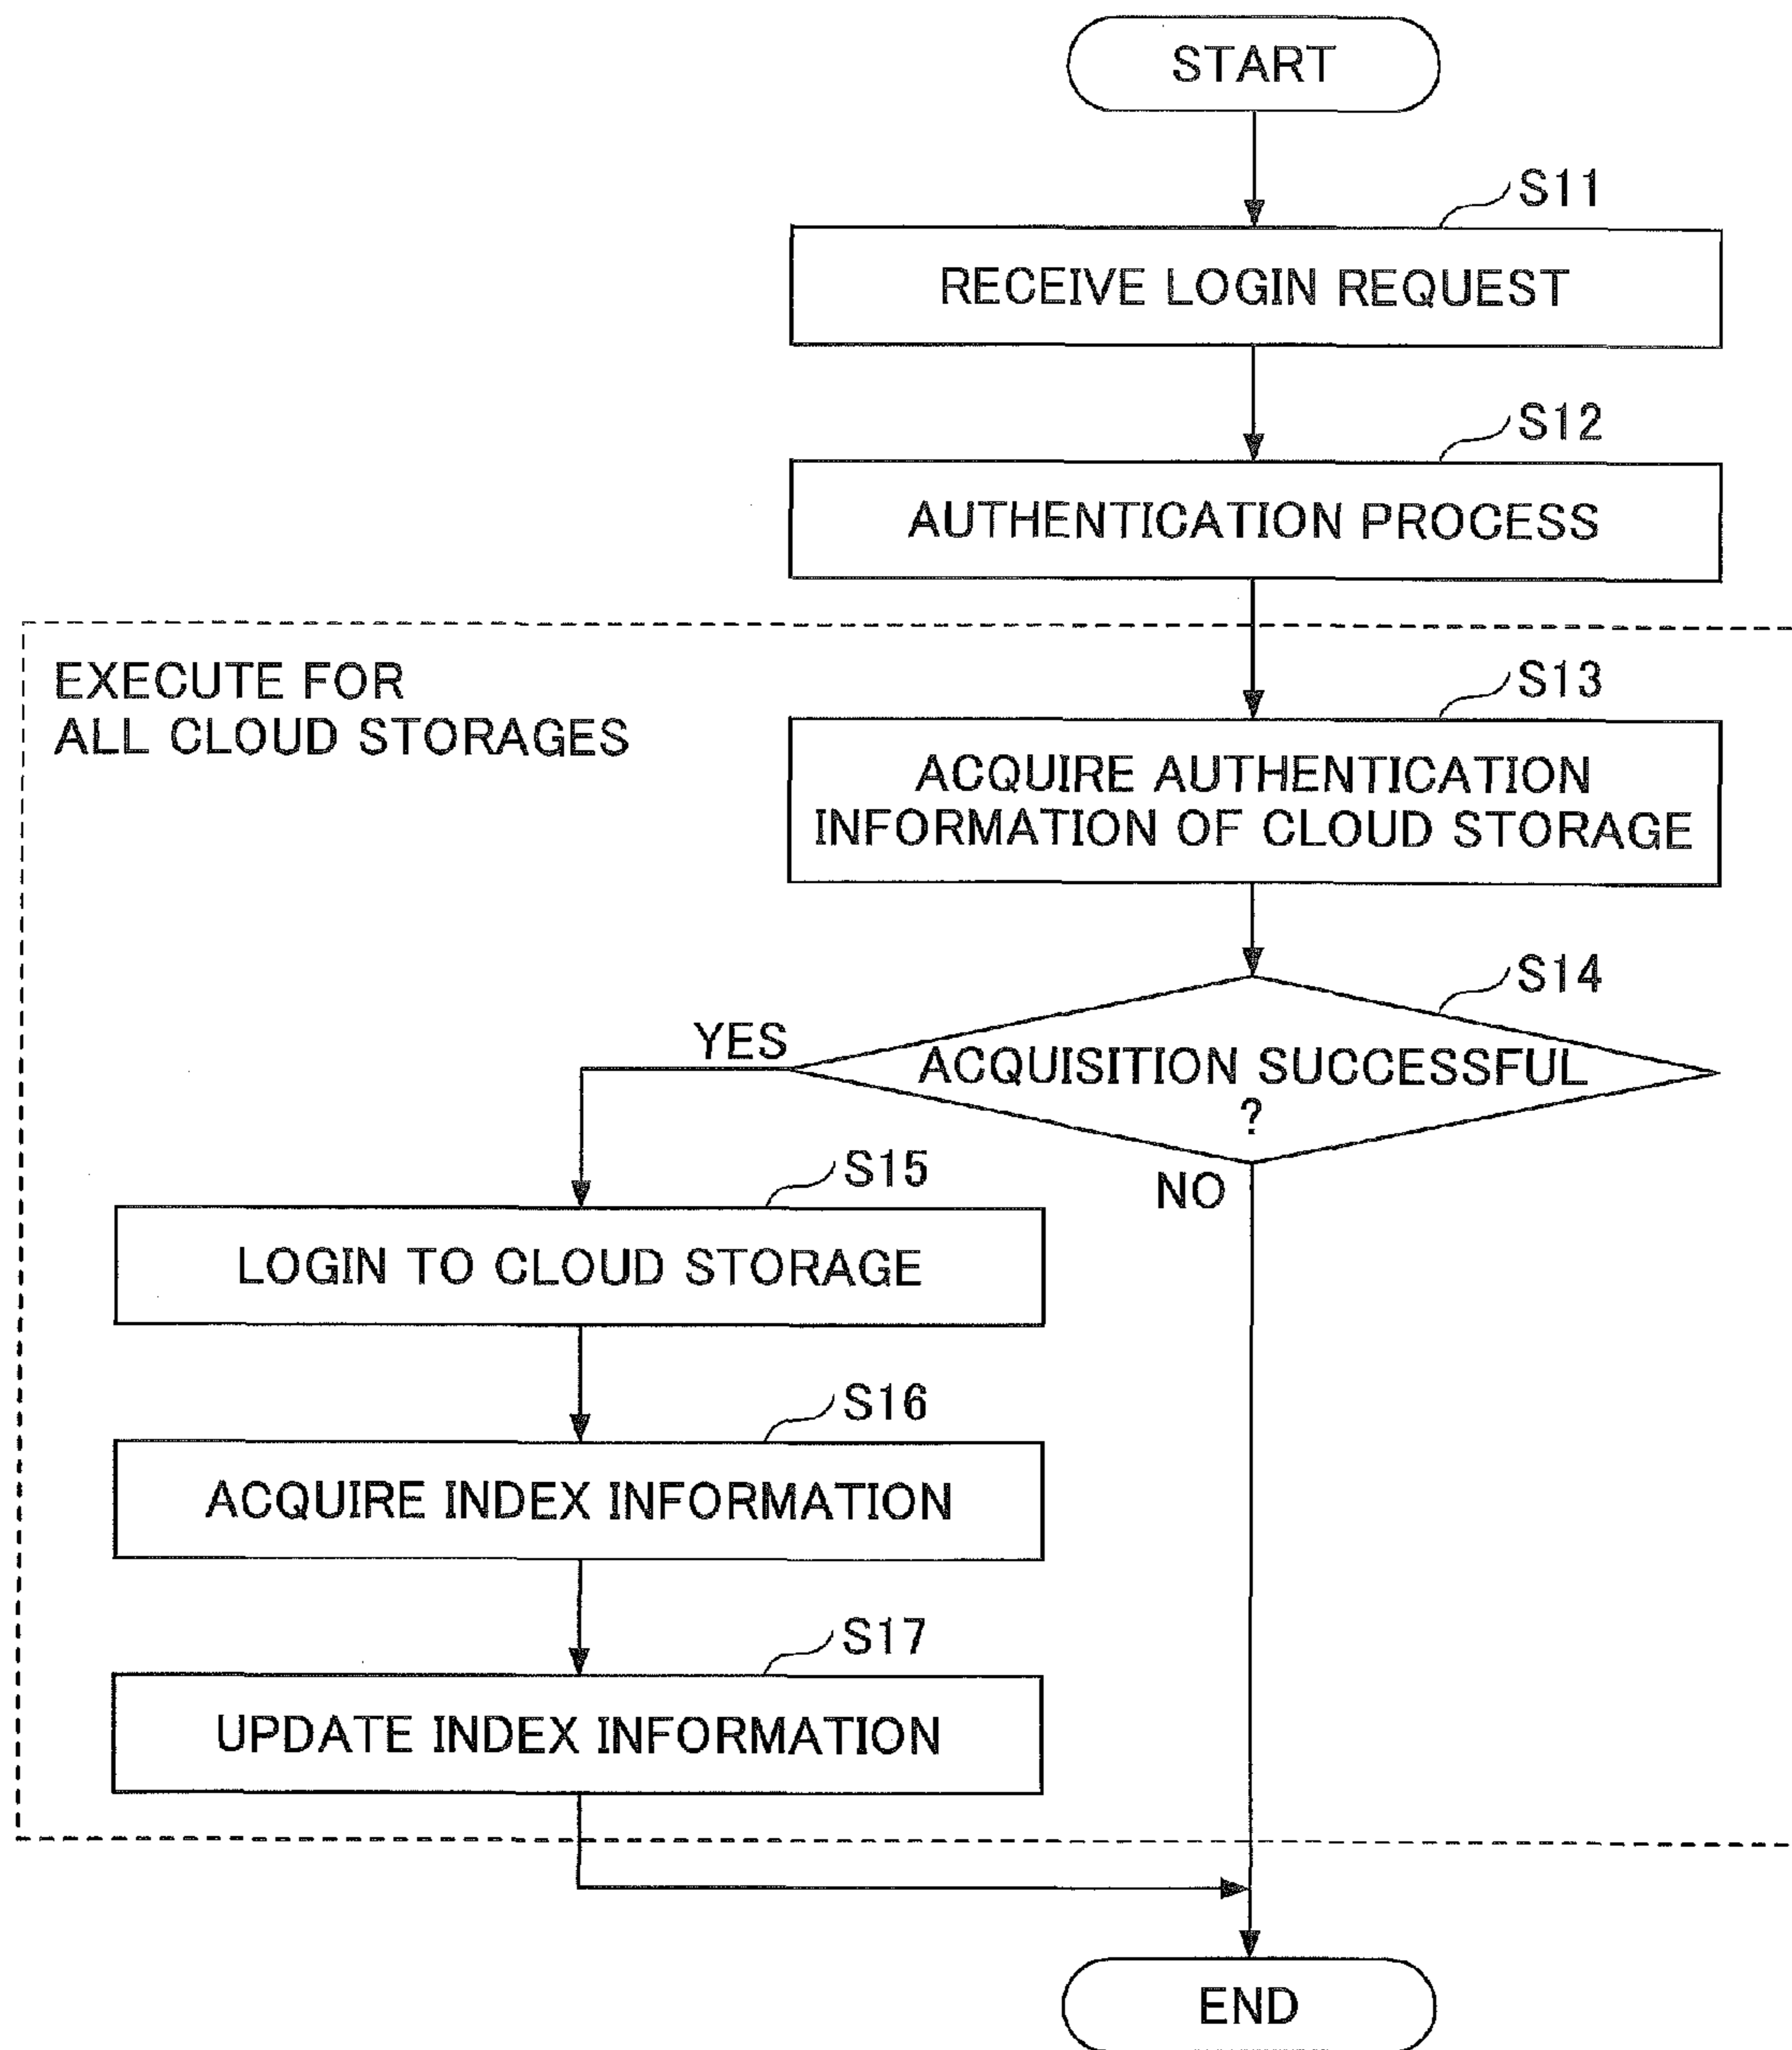 START
S11
RECEIVE LOGIN REQUEST
S12
AUTHENTICATION PROCESS
EXECUTE FOR
ALL CLOUD STORAGES
S13
ACQUIRE AUTHENTICATION
INFORMATION OF CLOUD STORAGE
S14
YES
ACQUISITION SUCCESSFUL
?
NO
S15
LOGIN TO CLOUD STORAGE
S16
ACQUIRE INDEX INFORMATION
S17
UPDATE INDEX INFORMATION
END